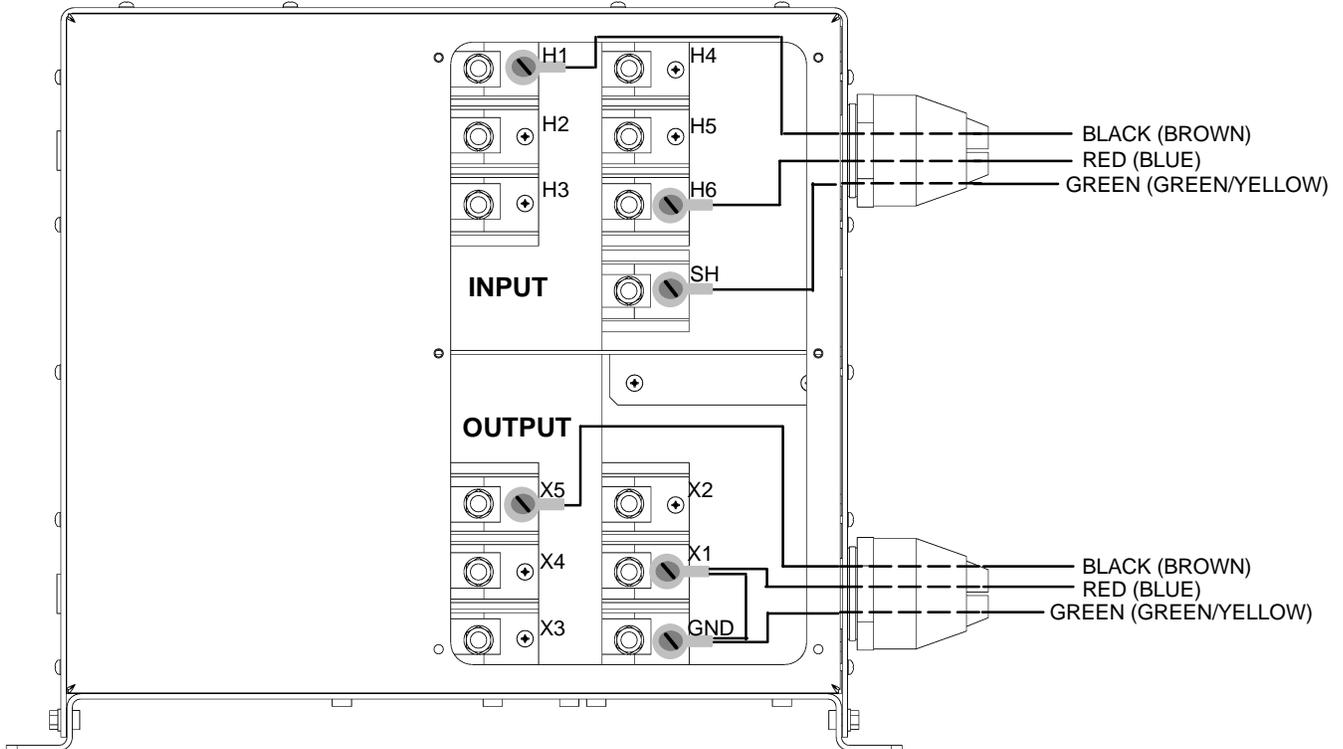 H1
H4
H2
H5
H3
H6
SH
INPUT
BLACK (BROWN)
RED (BLUE)
GREEN (GREEN/YELLOW)
OUTPUT
X5
X2
X4
X1
X3
GND
BLACK (BROWN)
RED (BLUE)
GREEN (GREEN/YELLOW)